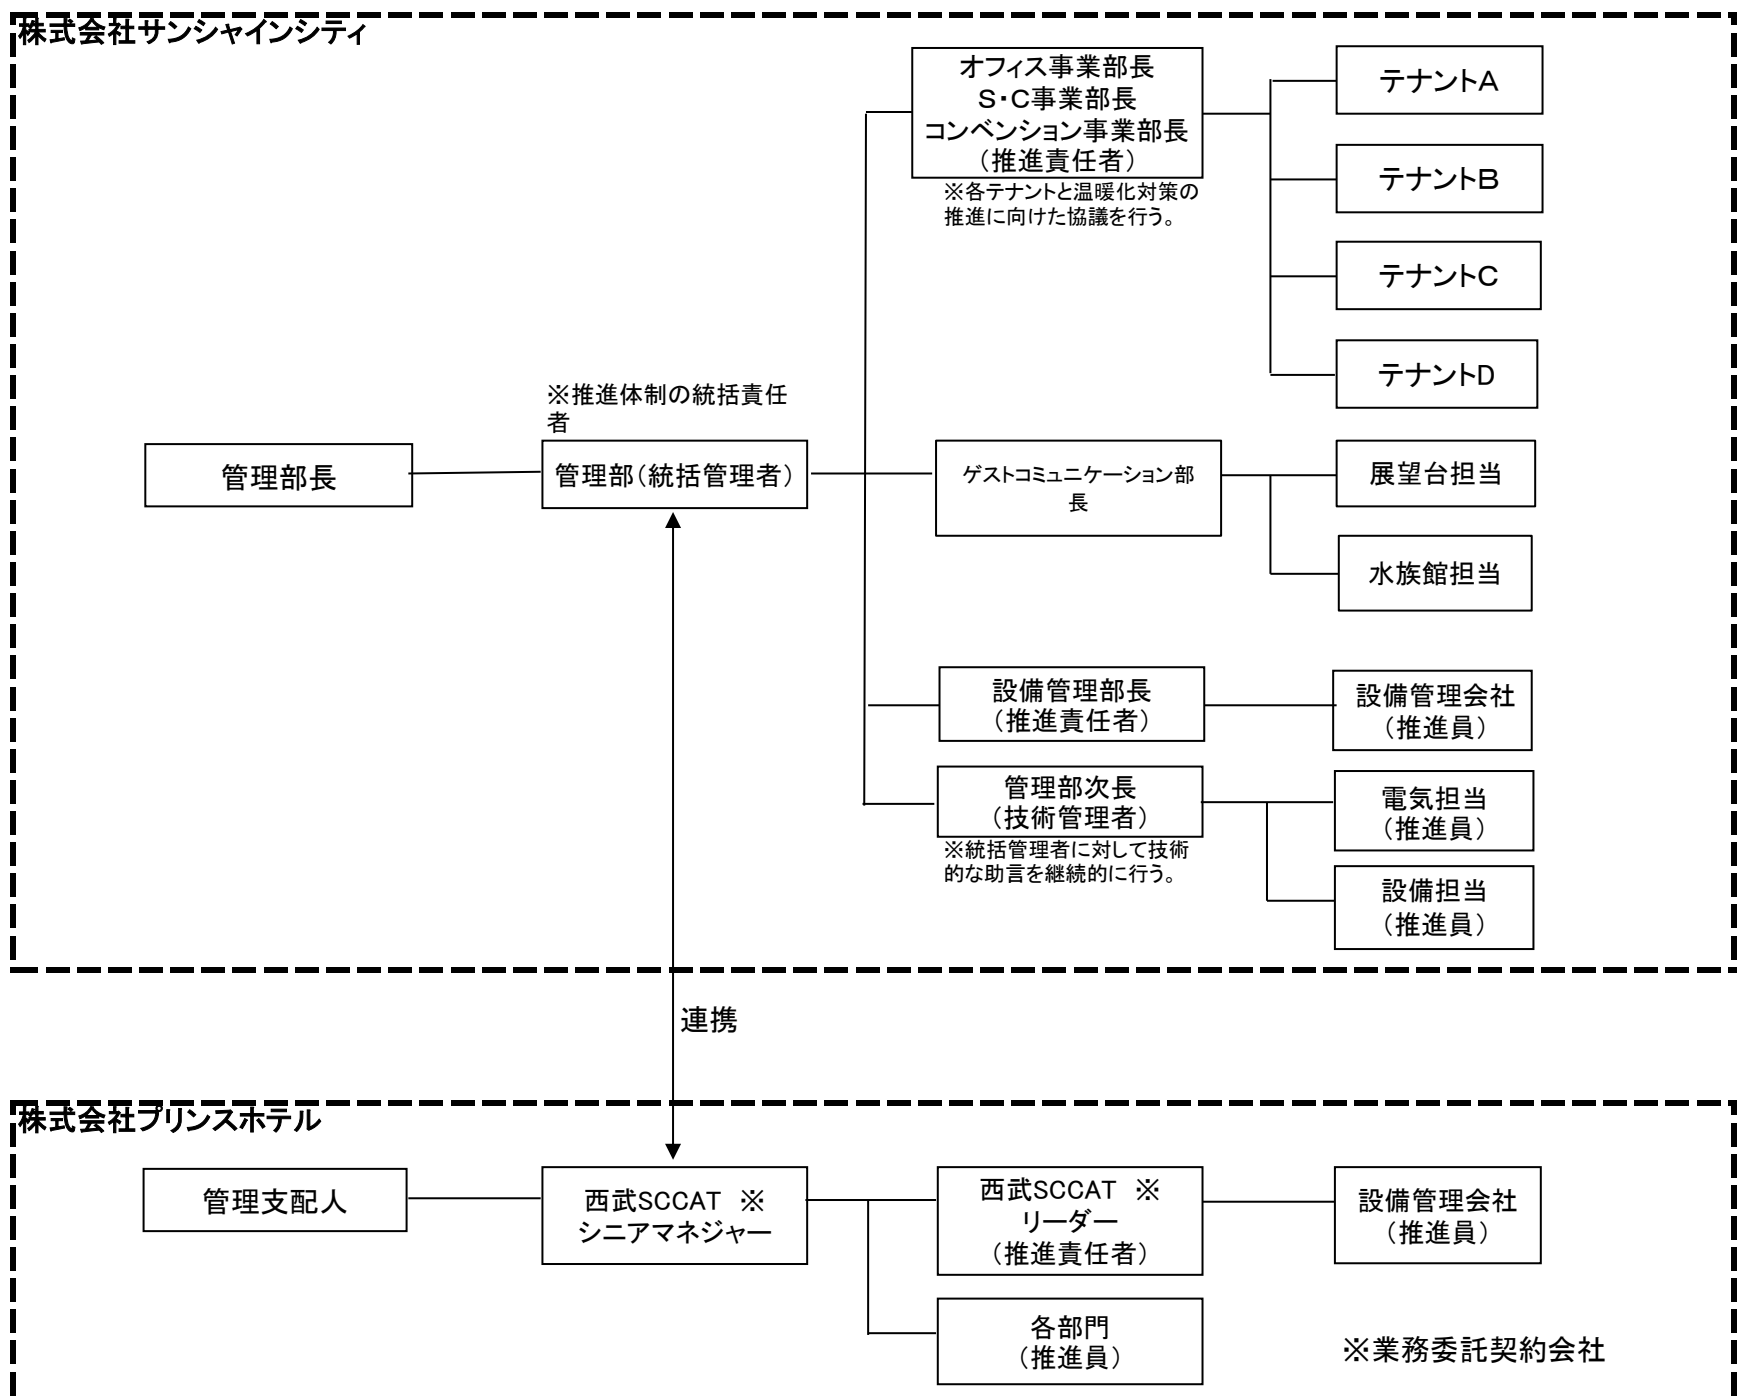 株式会社サンシャインシティ
オフィス事業部長
S・C事業部長
コンベンション事業部長
（推進責任者）
※各テナントと温暖化対策の
推進に向けた協議を行う。
テナントA
テナントB
テナントC
テナントD
※推進体制の統括責任
者
管理部長
管理部（統括管理者）
ゲストコミュニケーション部
長
展望台担当
水族館担当
設備管理部長
（推進責任者）
設備管理会社
（推進員）
管理部次長
（技術管理者）
※統括管理者に対して技術
的な助言を継続的に行う。
電気担当
（推進員）
設備担当
（推進員）
連携
株式会社プリンスホテル
管理支配人
西武SCCAT　※
シニアマネジャー
西武SCCAT　※
リーダー
（推進責任者）
設備管理会社
（推進員）
各部門
（推進員）
※業務委託契約会社